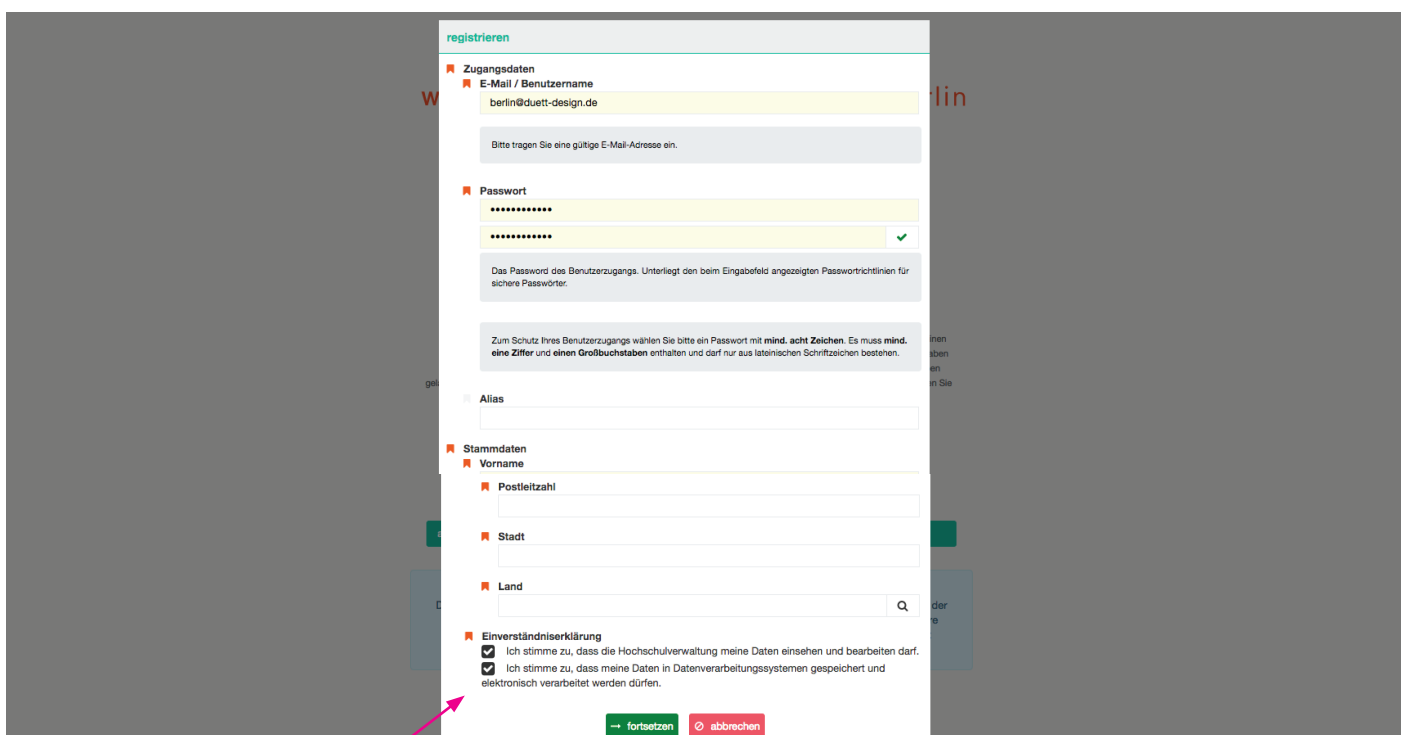 registrieren
Zugangsdaten
E-Mail / Benutzername
berlin@duett-design.de
Bitte tragen Sie eine gültige E-Mail-Adresse ein.
Passwort
••••••••••••
••••••••••••
Das Password des Benutzerzugangs. Unterliegt den beim Eingabefeld angezeigten Passwortrichtlinien für
sichere Passwörter.
Zum Schutz Ihres Benutzerzugangs wählen Sie bitte ein Passwort mit mind. acht Zeichen. Es muss mind.
eine Ziffer und einen Großbuchstaben enthalten und darf nur aus lateinischen Schriftzeichen bestehen.
Alias
Stammdaten
Vorname
Postleitzahl
Stadt
Land
Einverständniserklärung
Ich stimme zu, dass die Hochschulverwaltung meine Daten einsehen und bearbeiten darf.
Ich stimme zu, dass meine Daten in Datenverarbeitungssystemen gespeichert und
elektronisch verarbeitet werden dürfen.
→ fortsetzen
abbrechen